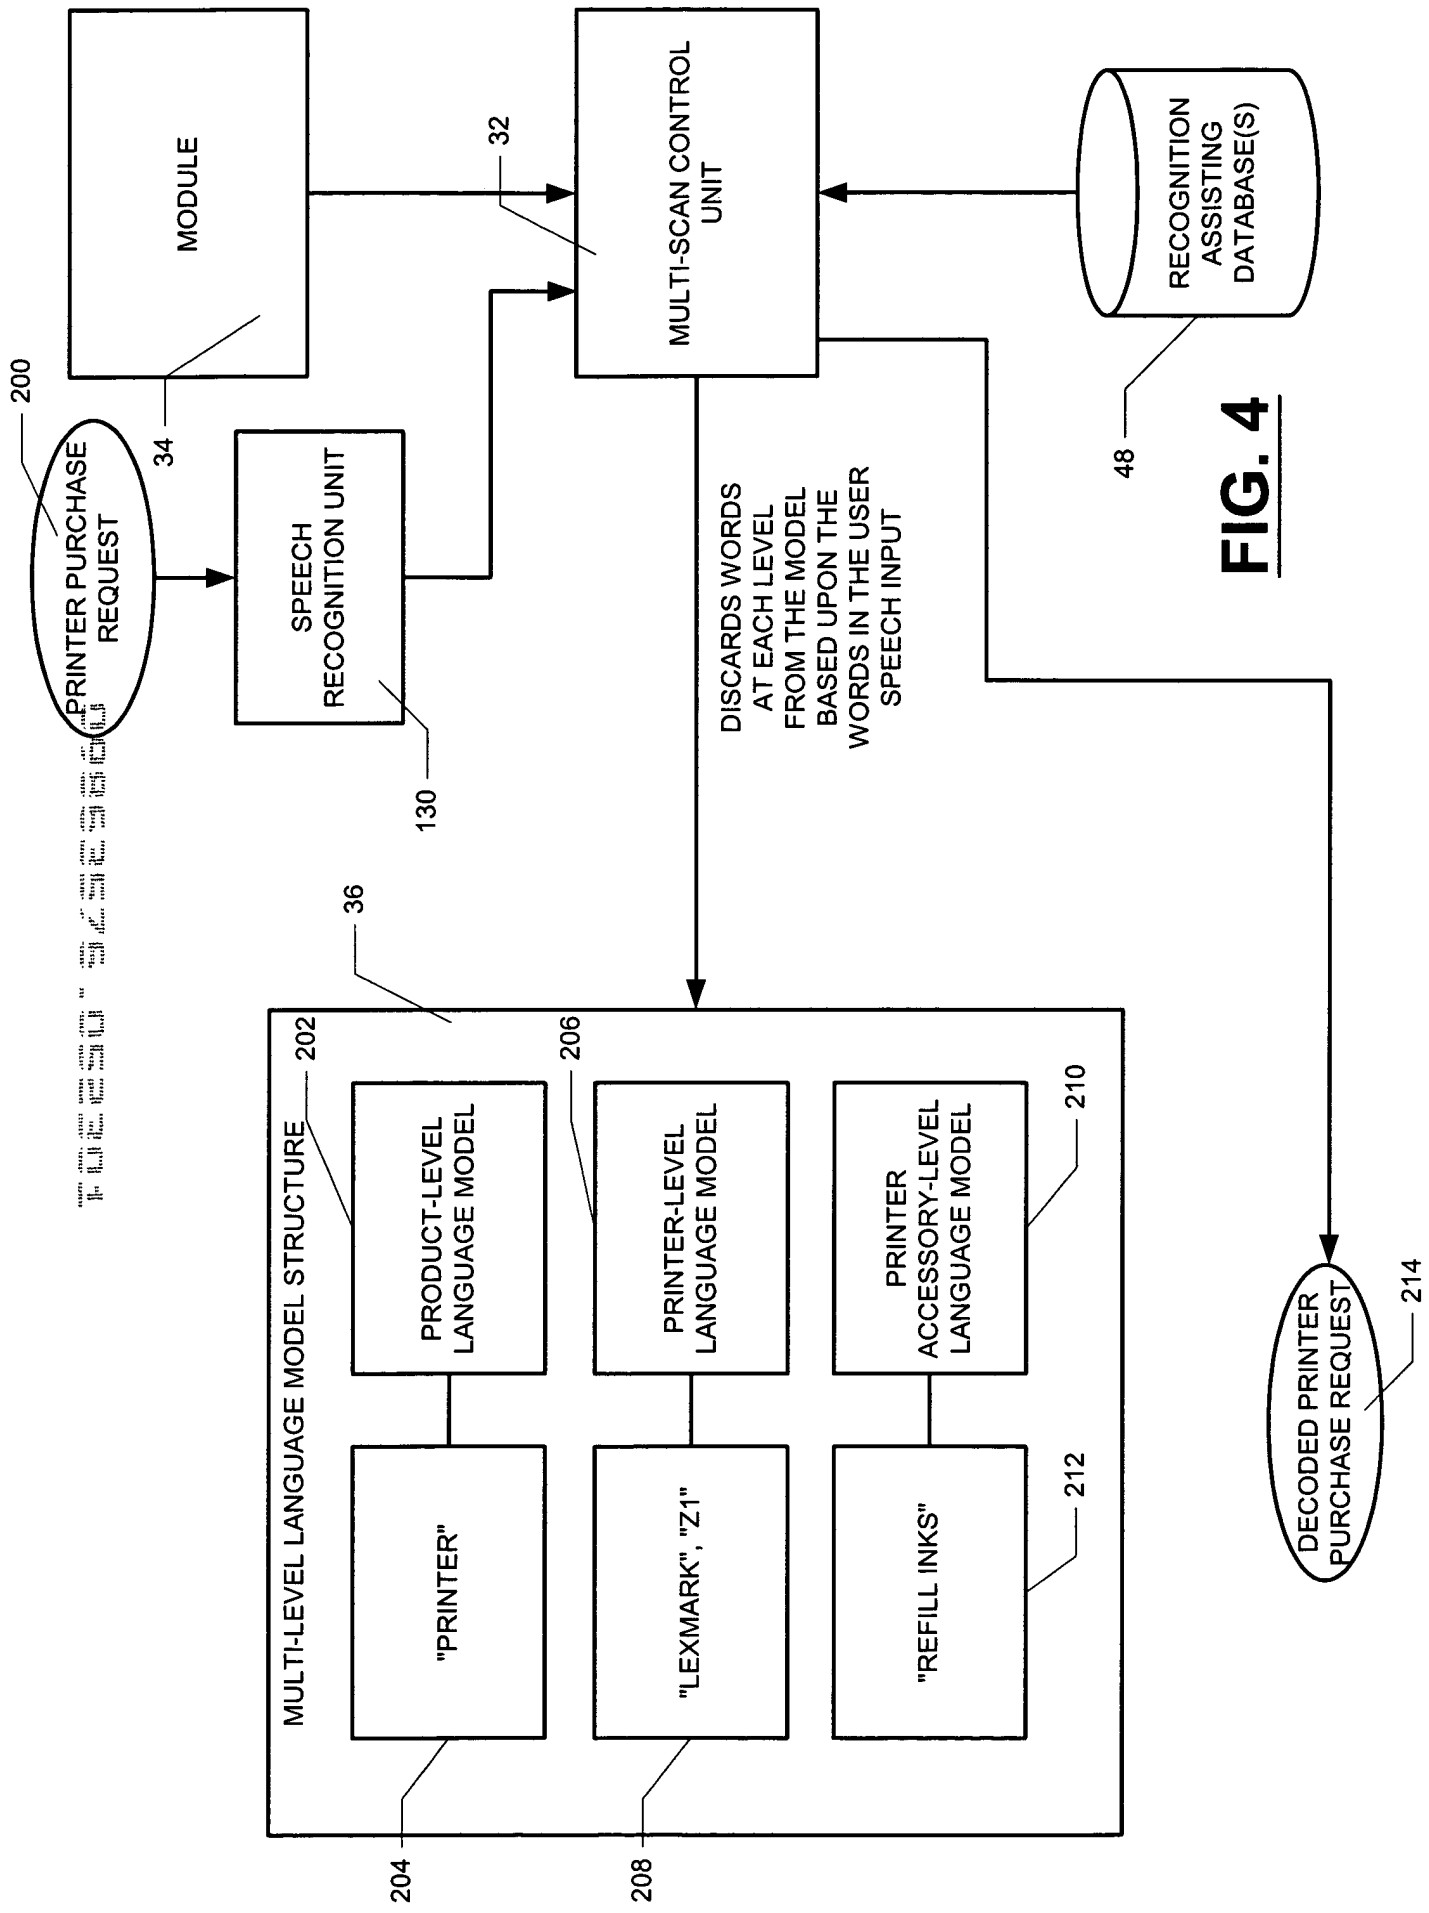 200
PRINTER PURCHASE
REQUEST
MODULE
34
SPEECH
RECOGNITION UNIT
130
32
MULTI-SCAN CONTROL
UNIT
36
MULTI-LEVEL LANGUAGE MODEL STRUCTURE
202
204
"PRINTER"
PRODUCT-LEVEL
LANGUAGE MODEL
206
208
"LEXMARK", "Z1"
PRINTER-LEVEL
LANGUAGE MODEL
"REFILL INKS"
212
PRINTER
ACCESSORY-LEVEL
LANGUAGE MODEL
210
DISCARDS WORDS
AT EACH LEVEL
FROM THE MODEL
BASED UPON THE
WORDS IN THE USER
SPEECH INPUT
48
RECOGNITION
ASSISTING
DATABASE(S)
DECODED PRINTER
PURCHASE REQUEST
214
FIG. 4